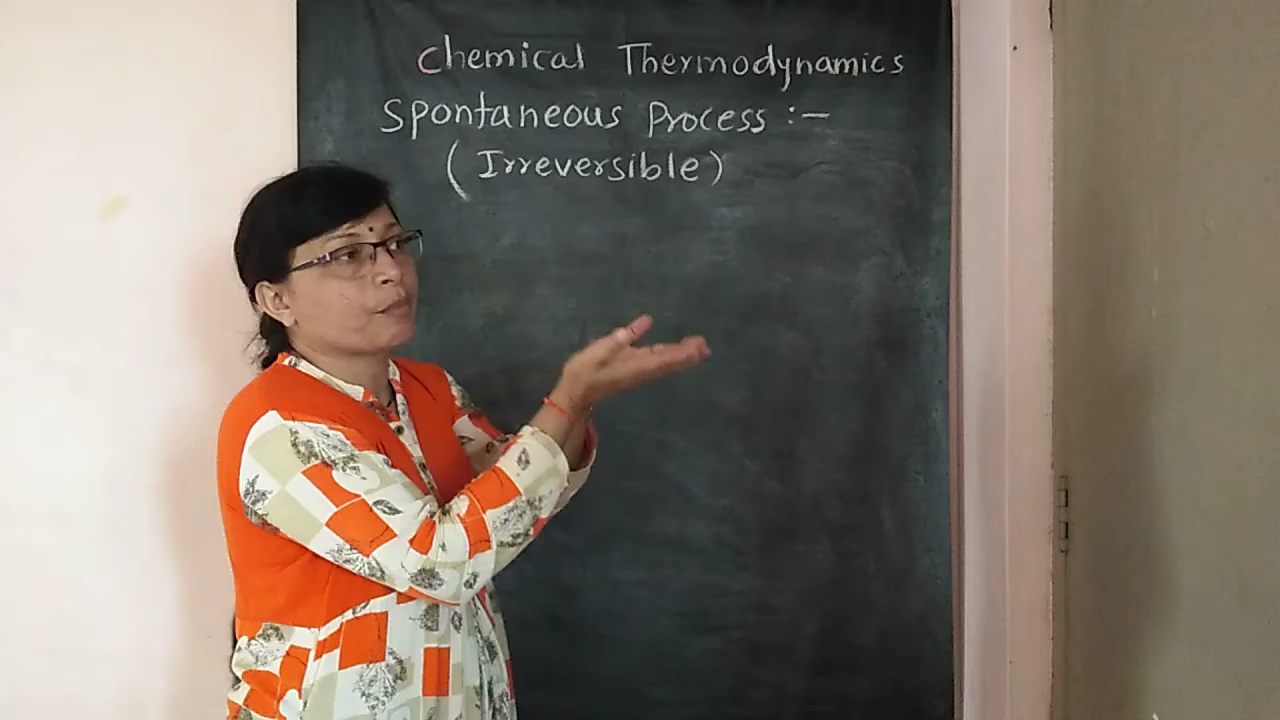 Chemical Thermodynamics
Spontaneous Process :-
(Irreversible)